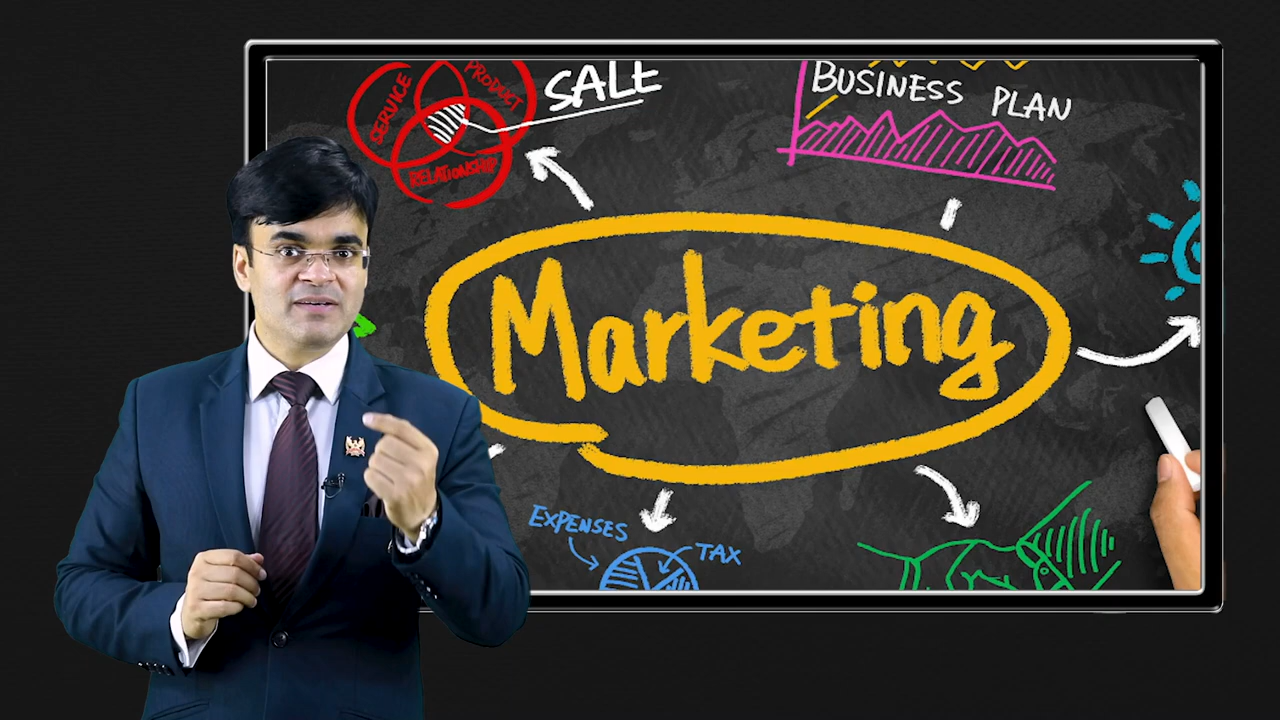 SERVICE
PRODUCT
RELATIONSHIP
SALE
BUSINESS PLAN
Marketing
EXPENSES
TAX